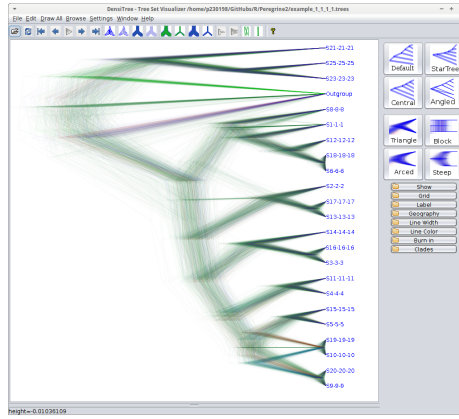 DensiTree - Tree Set Visualizer /home/p230198/GitHubs/R/Peregrine2/example_1_1_1_1.trees
File Edit Draw All Browse Settings Window Help
S21-21-21
S25-25-25
S23-23-23
Outgroup
S8-8-8
S1-1-1
S12-12-12
S18-18-18
S6-6-6
S2-2-2
S17-17-17
S13-13-13
S14-14-14
S16-16-16
S3-3-3
S11-11-11
S4-4-4
S15-15-15
S5-5-5
S19-19-19
S10-10-10
S20-20-20
S9-9-9
Default StarTree
Central Angled
Triangle Block
Arced Steep
Show
Grid
Label
Geography
Line Width
Line Color
Burn in
Clades
height=-0.01036109